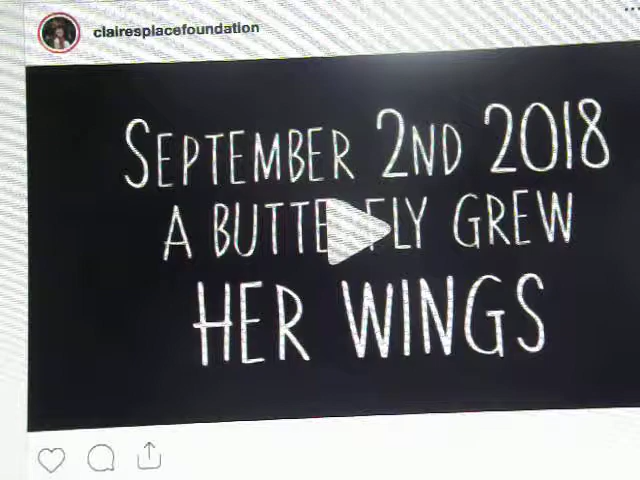 clairesplacefoundation
SEPTEMBER 2ND 2018
A BUTTERFLY GREW
HER WINGS